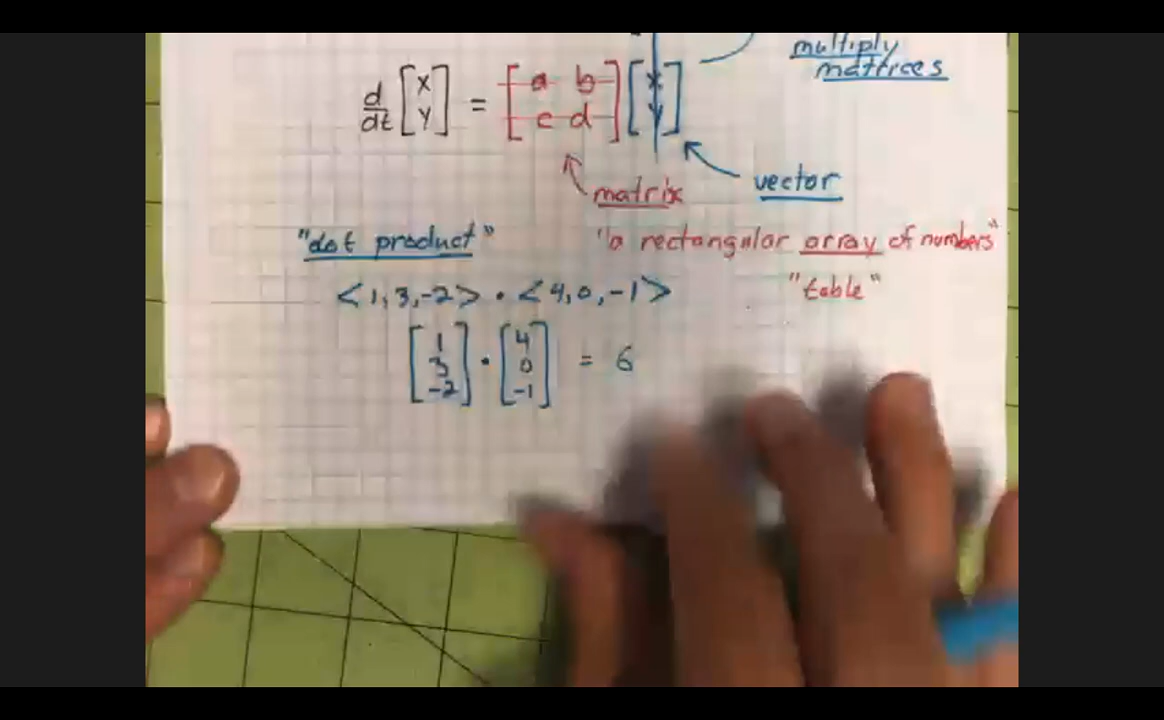 multiply
mattrees
d/dt [x y] = [a b c d] [x y]
matrix
vector
"dot product"
"a rectangular array of numbers"
"table"
<1,3,-2> • <4,0,-1>
[1 3 -2] • [4 0 -1] = 6